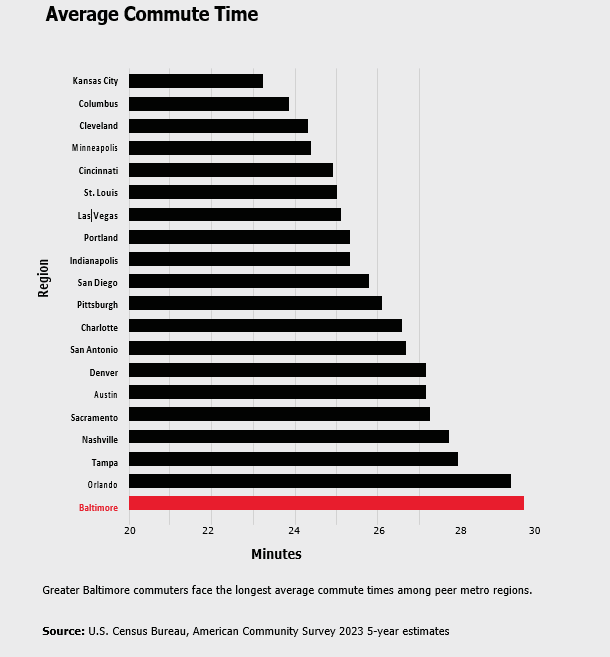 Average Commute Time
Kansas City
Columbus
Cleveland
Minneapolis
Cincinnati
St. Louis
Las Vegas
Portland
Indianapolis
San Diego
Pittsburgh
Charlotte
San Antonio
Denver
Austin
Sacramento
Nashville
Tampa
Orlando
Baltimore
Region
20 22 24 26 28 30
Minutes
Greater Baltimore commuters face the longest average commute times among peer metro regions.
Source: U.S. Census Bureau, American Community Survey 2023 5-year estimates